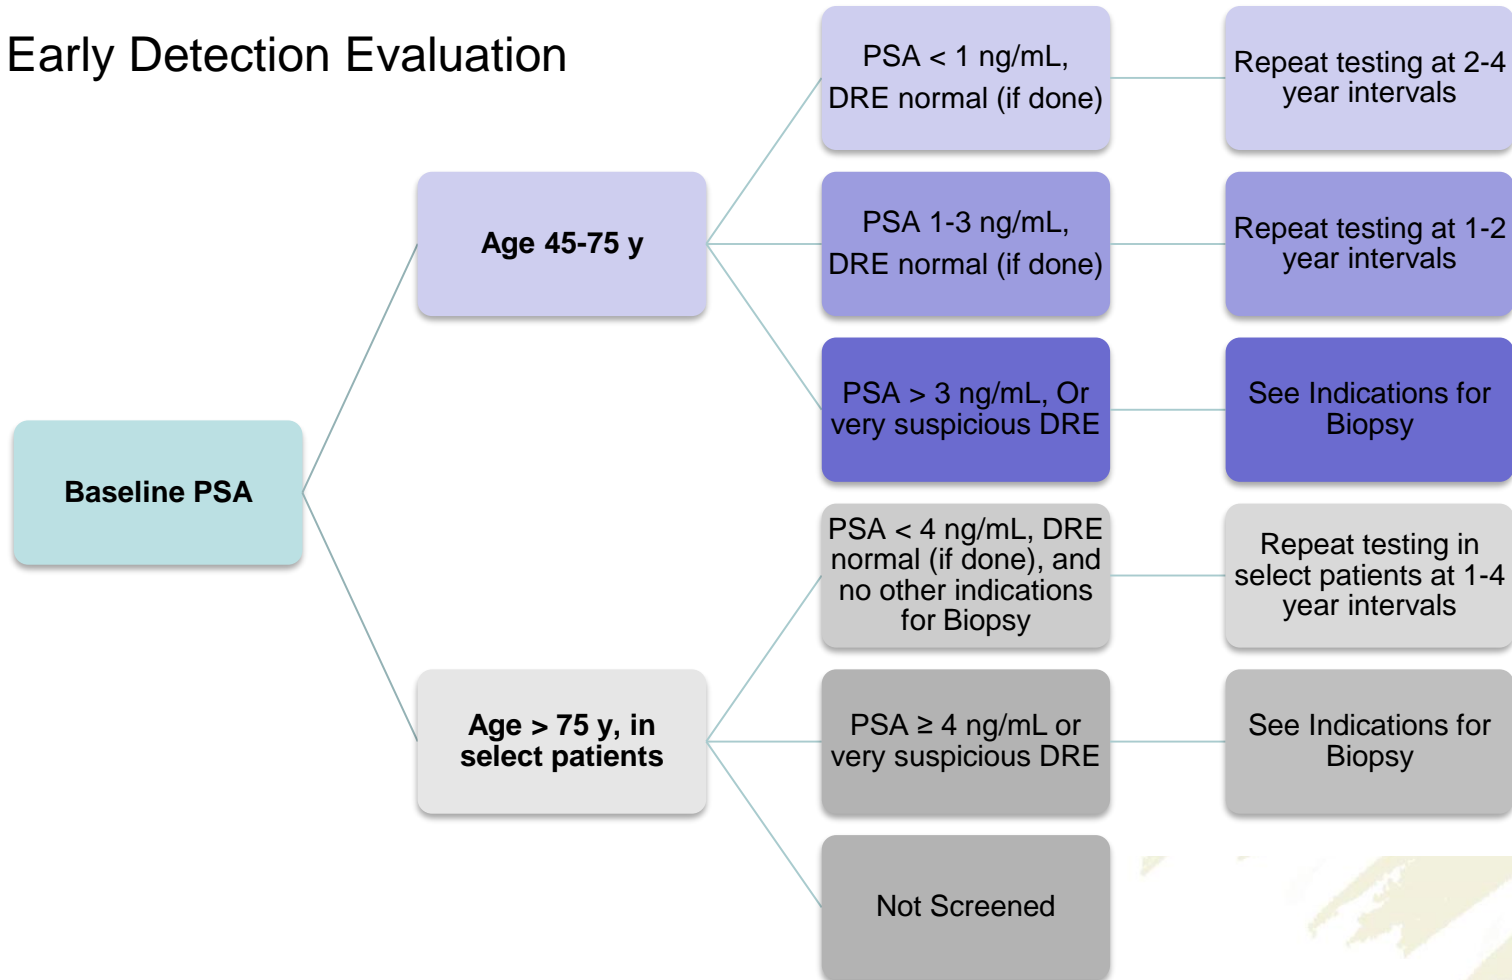 Early Detection Evaluation
Baseline PSA
Age 45-75 y
PSA < 1 ng/mL,
DRE normal (if done)
Repeat testing at 2-4
year intervals
PSA 1-3 ng/mL,
DRE normal (if done)
Repeat testing at 1-2
year intervals
PSA > 3 ng/mL, Or
very suspicious DRE
See Indications for
Biopsy
Age > 75 y, in
select patients
PSA < 4 ng/mL, DRE
normal (if done), and
no other indications
for Biopsy
Repeat testing in
select patients at 1-4
year intervals
PSA ≥ 4 ng/mL or
very suspicious DRE
See Indications for
Biopsy
Not Screened